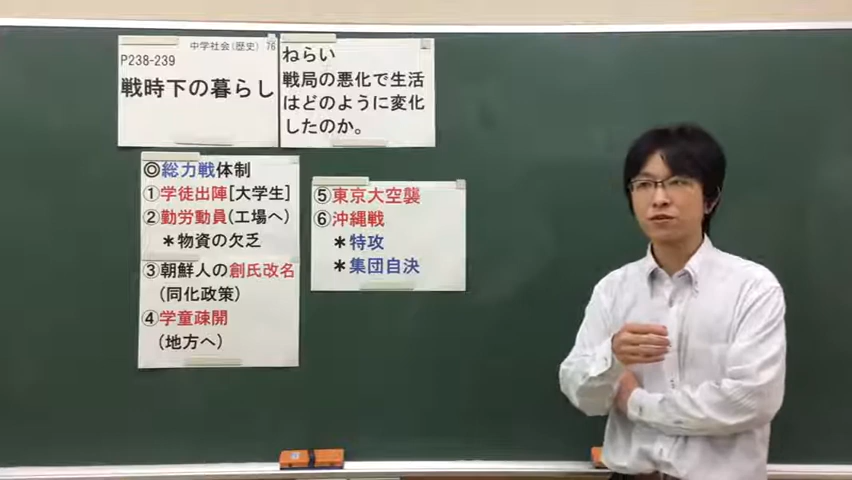 中学社会(歴史) 76
P238-239
戦時下の暮らし
ねらい
戦局の悪化で生活
はどのように変化
したのか。
◎総力戦体制
①学徒出陣[大学生]
②勤労動員(工場へ)
＊物資の欠乏
③朝鮮人の創氏改名
(同化政策)
④学童疎開
(地方へ)
⑤東京大空襲
⑥沖縄戦
＊特攻
＊集団自決